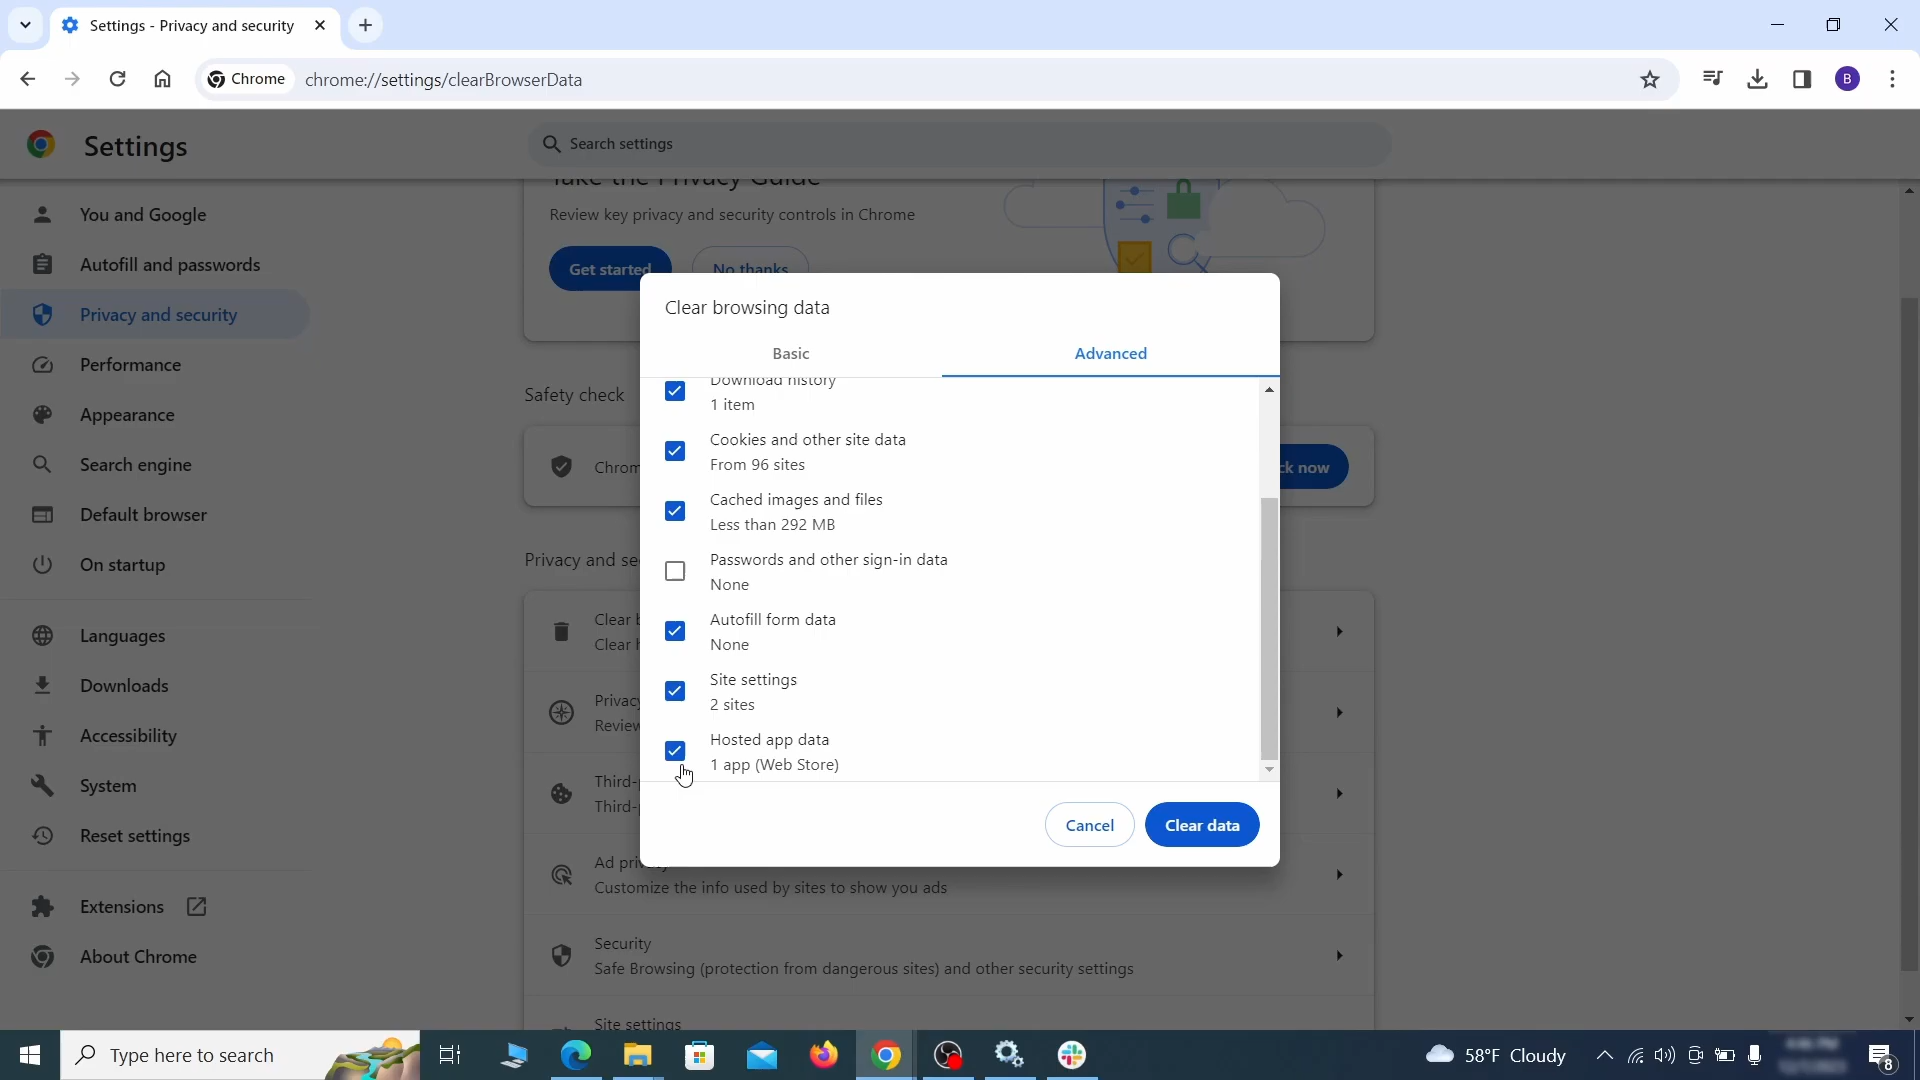 Settings - Privacy and security
Chrome
chrome://settings/clearBrowserData
B
Settings
Search settings
You and Google
Autofill and passwords
Privacy and security
Performance
Appearance
Search engine
Default browser
On startup
Languages
Downloads
Accessibility
System
Reset settings
Extensions
About Chrome
Take the Privacy Guide
Review key privacy and security controls in Chrome
Get started
No thanks
Safety check
Chrom
ck now
Privacy and se
Clear b
Clear h
Privacy
Review
Third-p
Third-p
Ad priv
Customize the info used by sites to show you ads
Security
Safe Browsing (protection from dangerous sites) and other security settings
Site settings
Clear browsing data
Basic
Advanced
Download history
1 item
Cookies and other site data
From 96 sites
Cached images and files
Less than 292 MB
Passwords and other sign-in data
None
Autofill form data
None
Site settings
2 sites
Hosted app data
1 app (Web Store)
Cancel
Clear data
Type here to search
58°F Cloudy
8